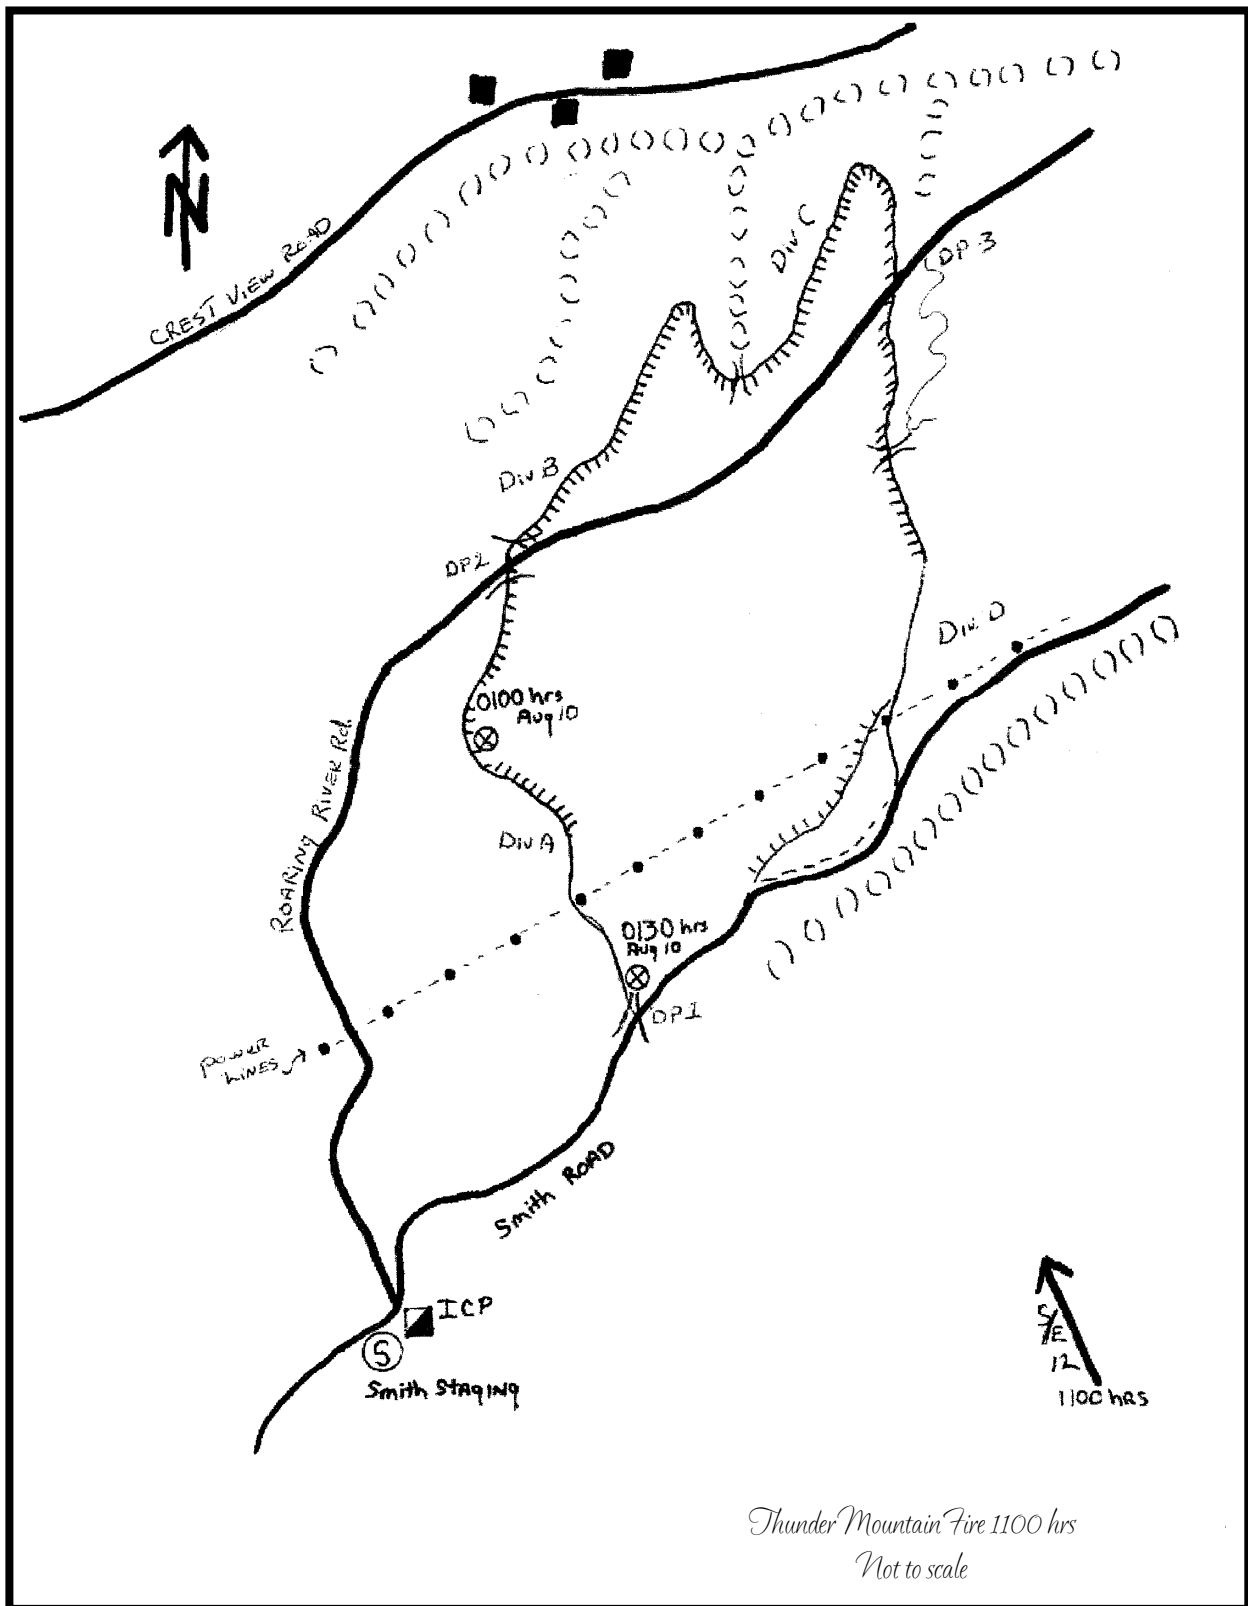 N
CREST VIEW ROAD
Div C
DP 3
Div B
DP2
Div D
0100 hrs
Aug 10
ROARING RIVER Rd.
Div A
0130 hrs
Aug 10
DP1
POWER
LINES
Smith ROAD
ICP
S
Smith STAGING
S/E
12
1100 hRS
Thunder Mountain Fire 1100 hrs
Not to scale